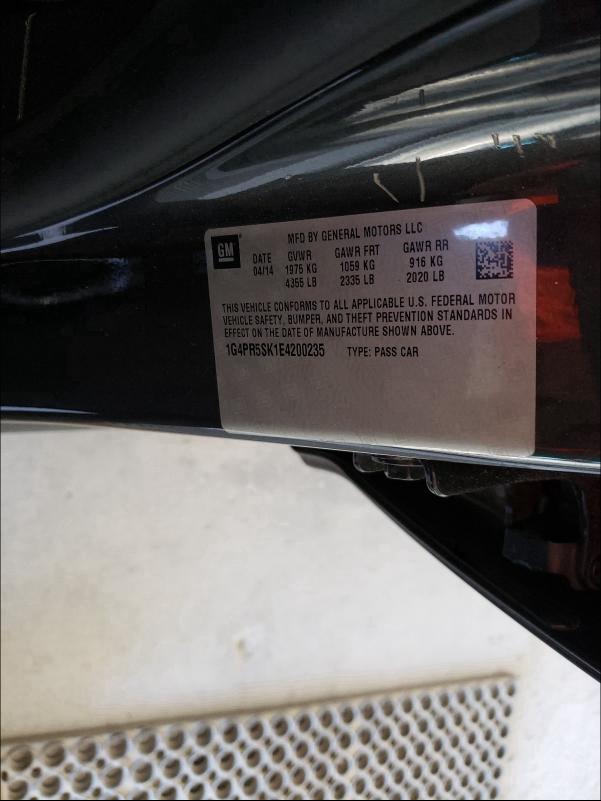 GM
MFD BY GENERAL MOTORS LLC
DATE GVWR GAWR FRT GAWR RR
04/14 1975 KG 1059 KG 916 KG
4355 LB 2335 LB 2020 LB
THIS VEHICLE CONFORMS TO ALL APPLICABLE U.S. FEDERAL MOTOR
VEHICLE SAFETY, BUMPER, AND THEFT PREVENTION STANDARDS IN
EFFECT ON THE DATE OF MANUFACTURE SHOWN ABOVE.
1G4PR5SK1E4200235 TYPE: PASS CAR